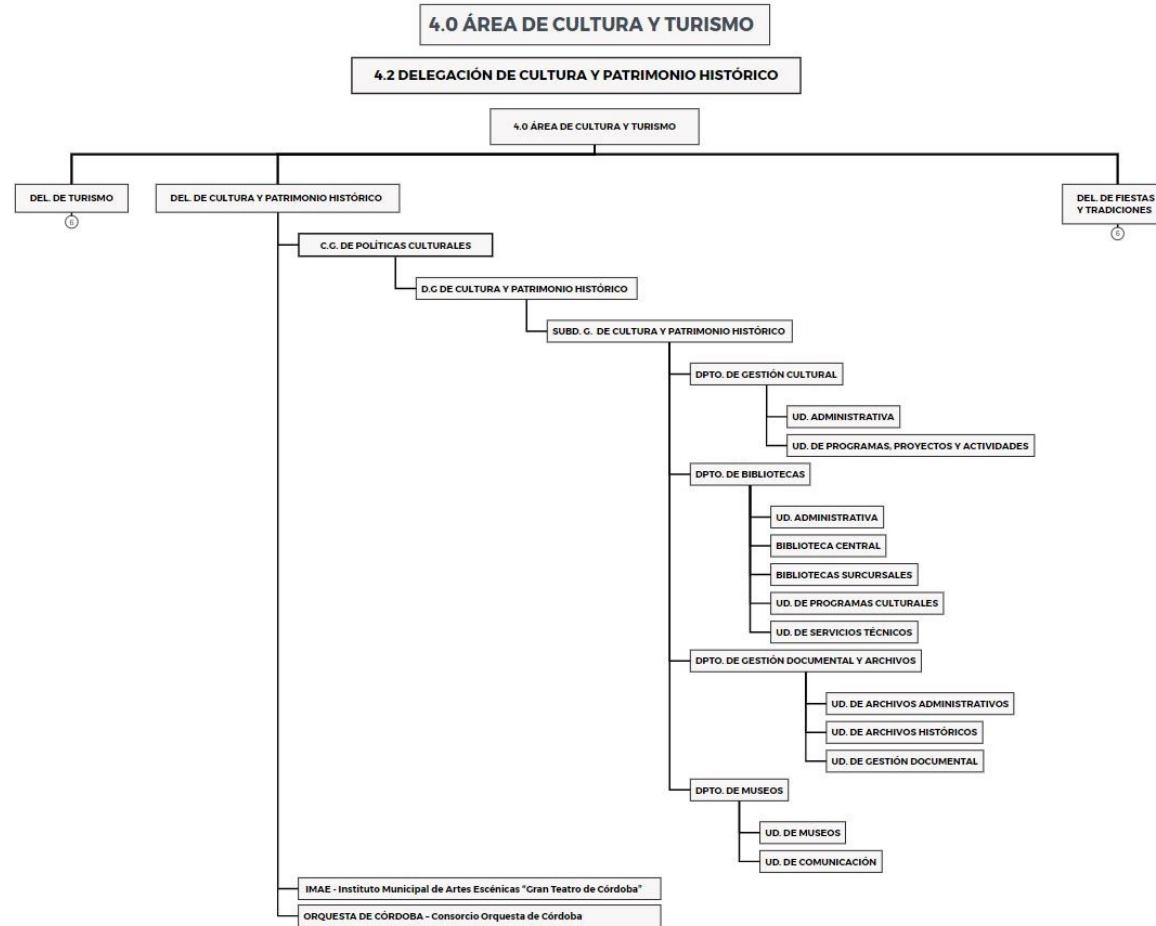 4.0 ÁREA DE CULTURA Y TURISMO
4.2 DELEGACIÓN DE CULTURA Y PATRIMONIO HISTÓRICO
4.0 ÁREA DE CULTURA Y TURISMO
DEL. DE TURISMO
6
DEL. DE CULTURA Y PATRIMONIO HISTÓRICO
DEL. DE FIESTAS
Y TRADICIONES
6
C.G. DE POLÍTICAS CULTURALES
D.G DE CULTURA Y PATRIMONIO HISTÓRICO
SUBD. G. DE CULTURA Y PATRIMONIO HISTÓRICO
DPTO. DE GESTIÓN CULTURAL
UD. ADMINISTRATIVA
UD. DE PROGRAMAS, PROYECTOS Y ACTIVIDADES
DPTO. DE BIBLIOTECAS
UD. ADMINISTRATIVA
BIBLIOTECA CENTRAL
BIBLIOTECAS SURCURSALES
UD. DE PROGRAMAS CULTURALES
UD. DE SERVICIOS TÉCNICOS
DPTO. DE GESTIÓN DOCUMENTAL Y ARCHIVOS
UD. DE ARCHIVOS ADMINISTRATIVOS
UD. DE ARCHIVOS HISTÓRICOS
UD. DE GESTIÓN DOCUMENTAL
DPTO. DE MUSEOS
UD. DE MUSEOS
UD. DE COMUNICACIÓN
IMAE - Instituto Municipal de Artes Escénicas "Gran Teatro de Córdoba"
ORQUESTA DE CÓRDOBA – Consorcio Orquesta de Córdoba